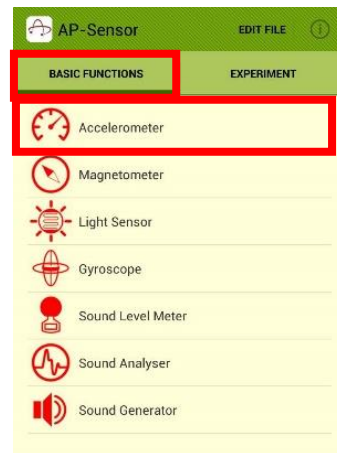 AP-Sensor EDIT FILE
BASIC FUNCTIONS EXPERIMENT
Accelerometer
Magnetometer
Light Sensor
Gyroscope
Sound Level Meter
Sound Analyser
Sound Generator